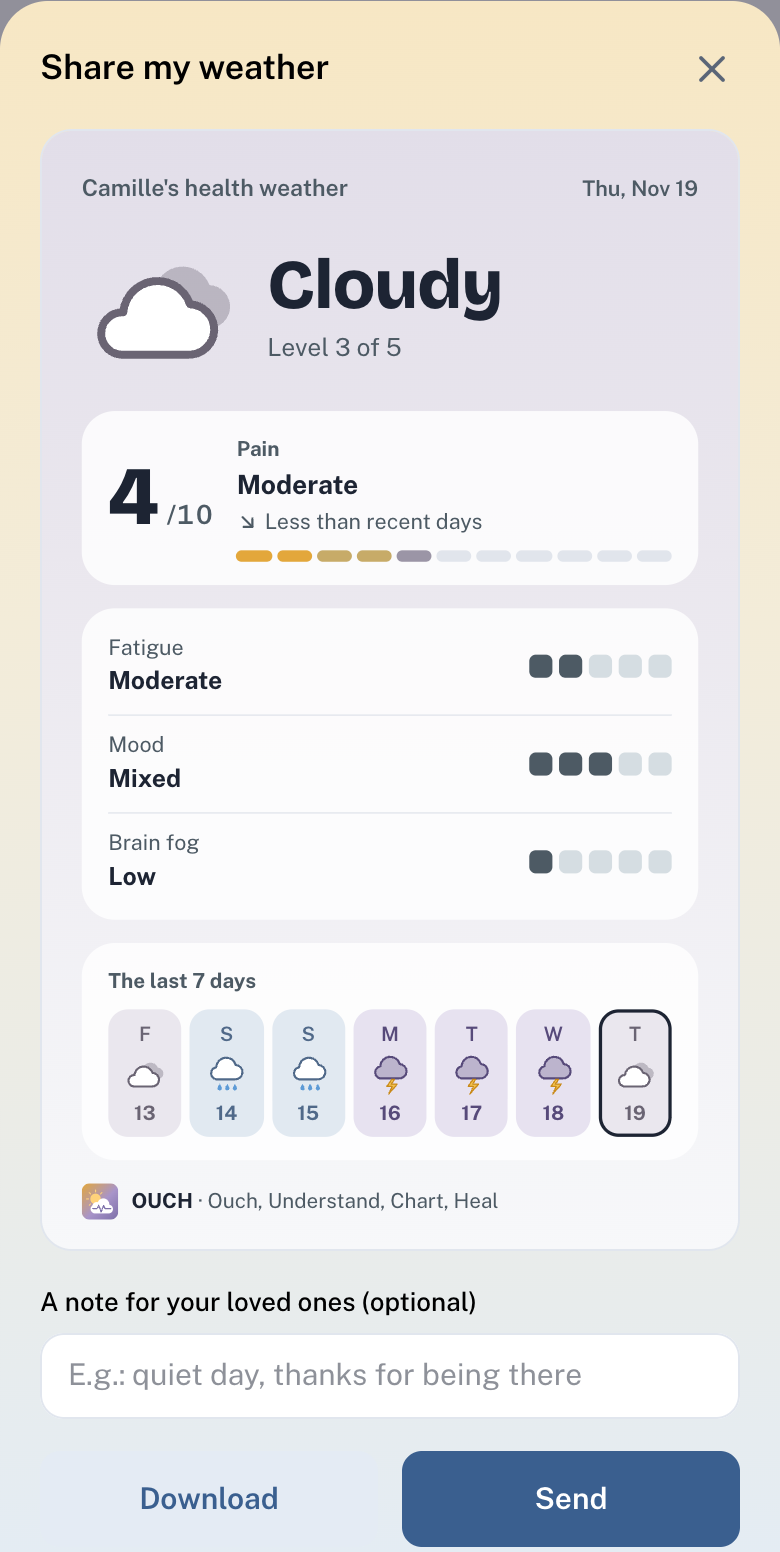 Share my weather
Camille's health weather
Thu, Nov 19
Cloudy
Level 3 of 5
4 /10
Pain
Moderate
↘ Less than recent days
Fatigue
Moderate
Mood
Mixed
Brain fog
Low
The last 7 days
F S S M T W T
13 14 15 16 17 18 19
OUCH · Ouch, Understand, Chart, Heal
A note for your loved ones (optional)
E.g.: quiet day, thanks for being there
Download
Send